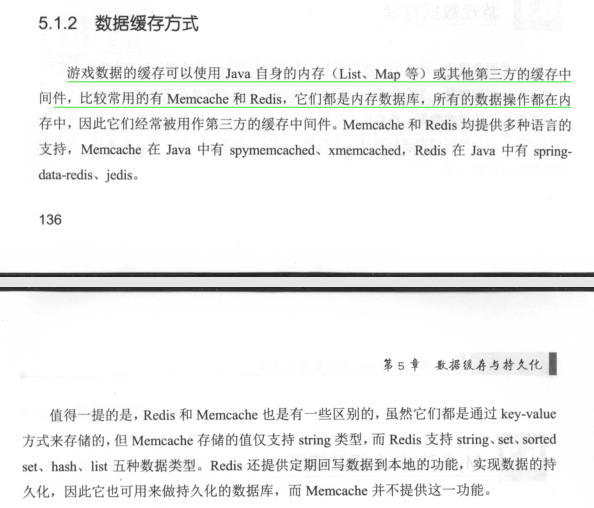 5.1.2 数据缓存方式
游戏数据的缓存可以使用 Java 自身的内存（List、Map 等）或其他第三方的缓存中
间件，比较常用的有 Memcache 和 Redis，它们都是内存数据库，所有的数据操作都在内
存中，因此它们经常被用作第三方的缓存中间件。Memcache 和 Redis 均提供多种语言的
支持，Memcache 在 Java 中有 spymemcached、xmemcached，Redis 在 Java 中有 spring-
data-redis、jedis。
136
第 5 章 数据缓存与持久化
值得一提的是，Redis 和 Memcache 也是有一些区别的，虽然它们都是通过 key-value
方式来存储的，但 Memcache 存储的值仅支持 string 类型，而 Redis 支持 string、set、sorted
set、hash、list 五种数据类型。Redis 还提供定期回写数据到本地的功能，实现数据的持
久化，因此它也可用来做持久化的数据库，而 Memcache 并不提供这一功能。